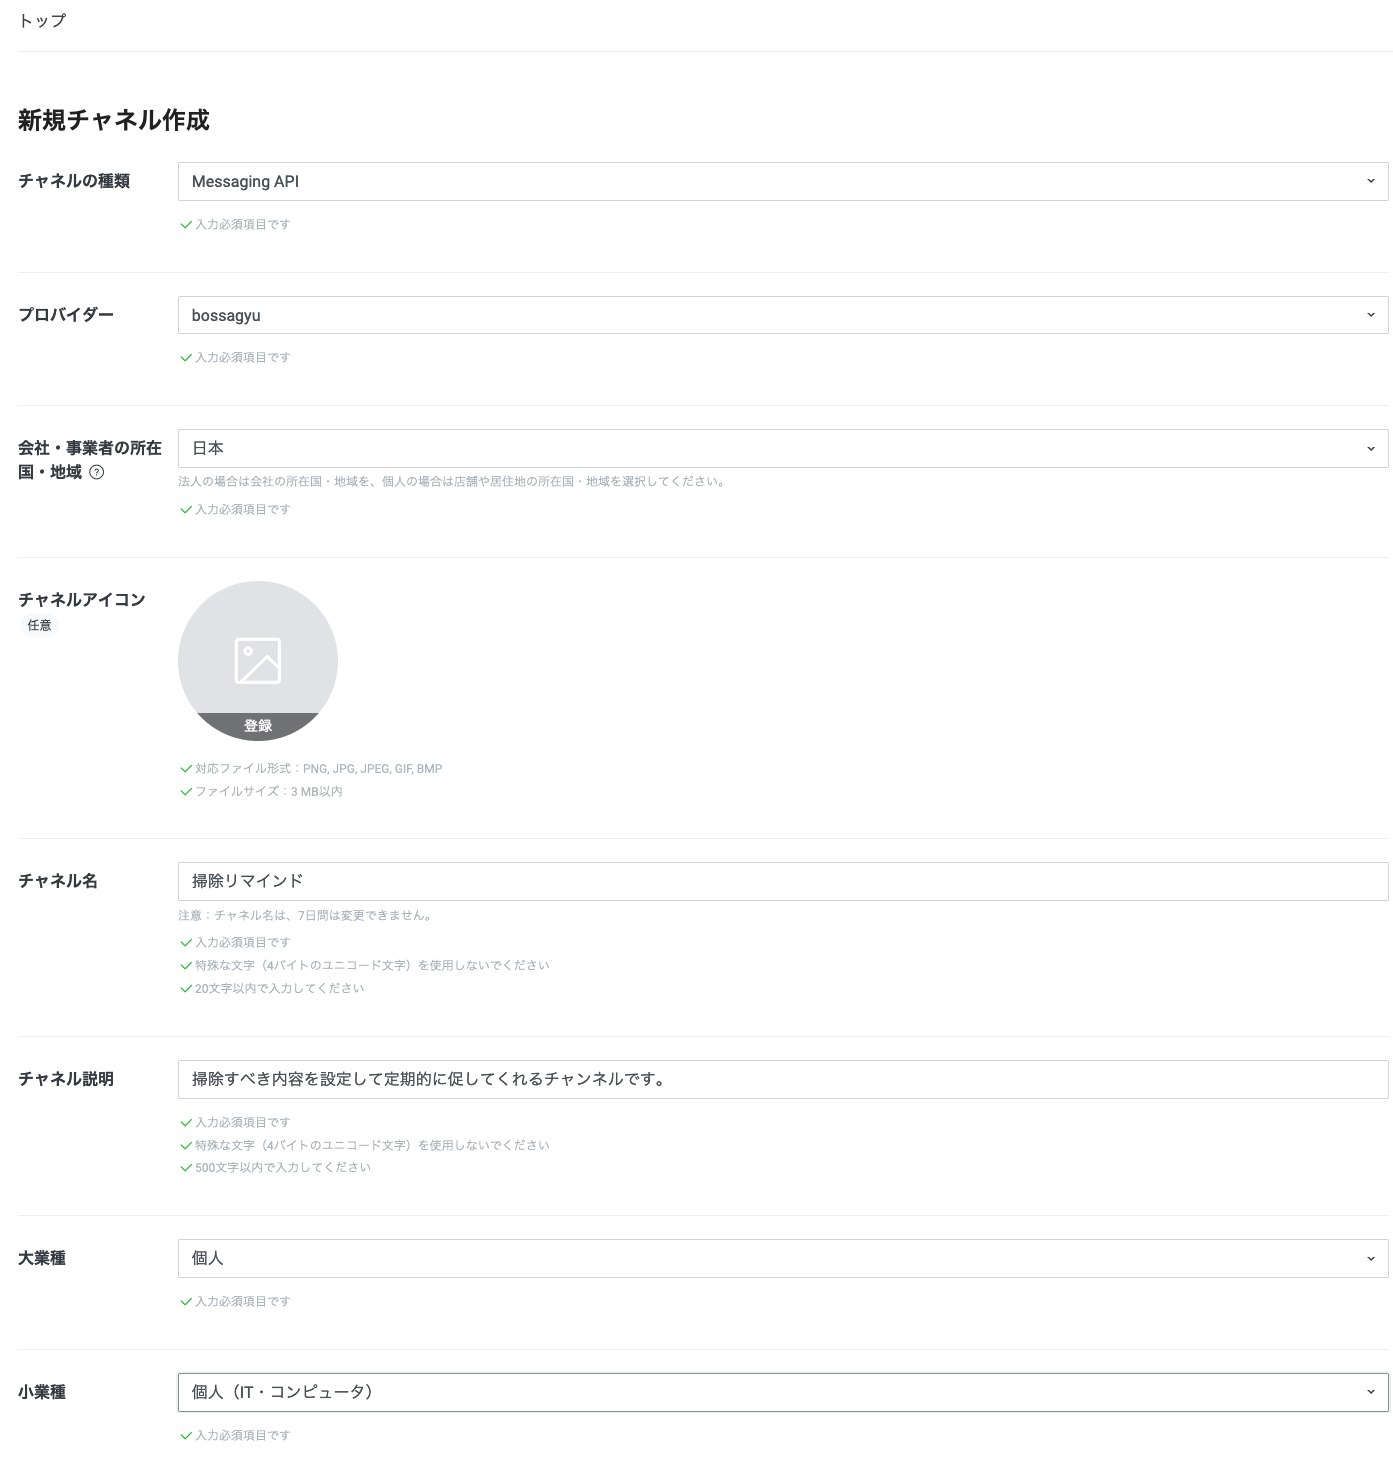 トップ
新規チャネル作成
チャネルの種類
Messaging API
入力必須項目です
プロバイダー
bossagyu
入力必須項目です
会社・事業者の所在
国・地域
日本
法人の場合は会社の所在国・地域を、個人の場合は店舗や居住地の所在国・地域を選択してください。
入力必須項目です
チャネルアイコン
任意
登録
対応ファイル形式：PNG, JPG, JPEG, GIF, BMP
ファイルサイズ：3 MB以内
チャネル名
掃除リマインド
注意：チャネル名は、7日間は変更できません。
入力必須項目です
特殊な文字（4バイトのユニコード文字）を使用しないでください
20文字以内で入力してください
チャネル説明
掃除すべき内容を設定して定期的に促してくれるチャンネルです。
入力必須項目です
特殊な文字（4バイトのユニコード文字）を使用しないでください
500文字以内で入力してください
大業種
個人
入力必須項目です
小業種
個人（IT・コンピュータ）
入力必須項目です